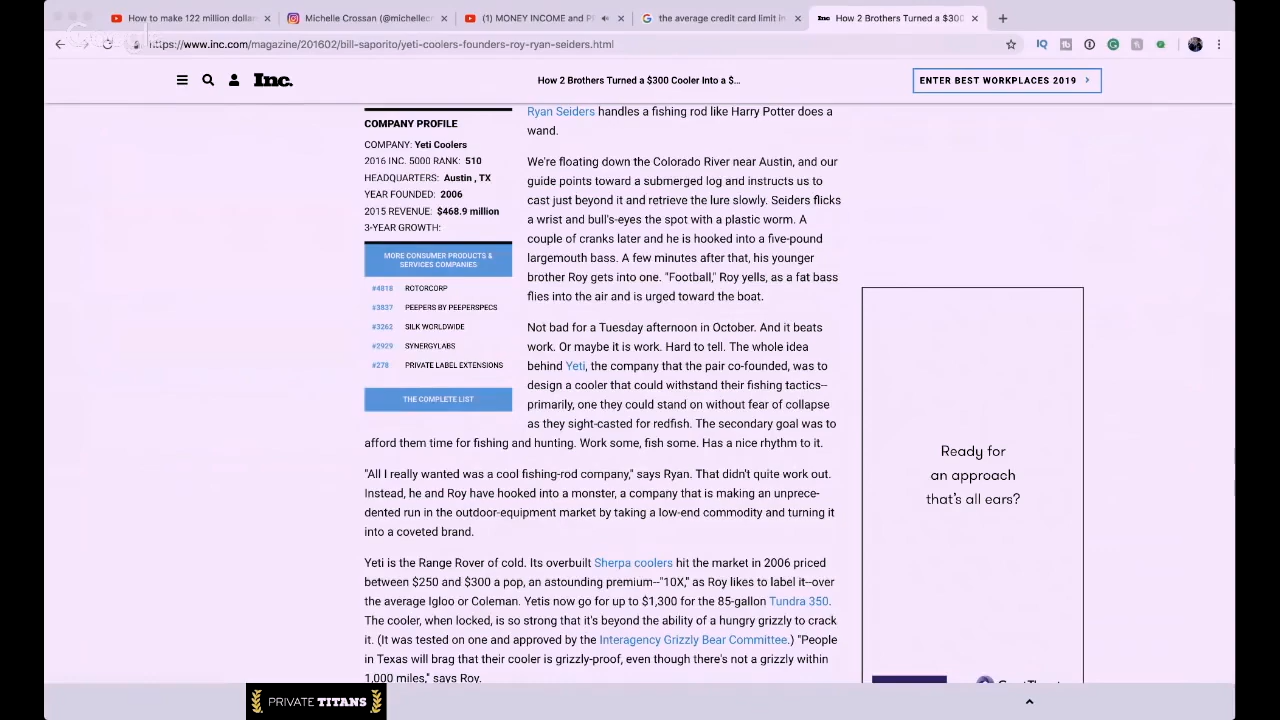 How to make 122 million dollar
Michelle Crossan (@michellecr
(1) MONEY INCOME and P
the average credit card limit in
Inc. How 2 Brothers Turned a $300
https://www.inc.com/magazine/201602/bill-saporito/yeti-coolers-founders-roy-ryan-seiders.html
Inc.
How 2 Brothers Turned a $300 Cooler Into a $...
ENTER BEST WORKPLACES 2019
COMPANY PROFILE
COMPANY: Yeti Coolers
2016 INC. 5000 RANK: 510
HEADQUARTERS: Austin , TX
YEAR FOUNDED: 2006
2015 REVENUE: $468.9 million
3-YEAR GROWTH:
MORE CONSUMER PRODUCTS &
SERVICES COMPANIES
#4818 ROTORCORP
#3837 PEEPERS BY PEEPERSPECS
#3262 SILK WORLDWIDE
#2929 SYNERGYLABS
#278 PRIVATE LABEL EXTENSIONS
THE COMPLETE LIST
Ryan Seiders handles a fishing rod like Harry Potter does a
wand.
We're floating down the Colorado River near Austin, and our
guide points toward a submerged log and instructs us to
cast just beyond it and retrieve the lure slowly. Seiders flicks
a wrist and bull's-eyes the spot with a plastic worm. A
couple of cranks later and he is hooked into a five-pound
largemouth bass. A few minutes after that, his younger
brother Roy gets into one. "Football," Roy yells, as a fat bass
flies into the air and is urged toward the boat.
Not bad for a Tuesday afternoon in October. And it beats
work. Or maybe it is work. Hard to tell. The whole idea
behind Yeti, the company that the pair co-founded, was to
design a cooler that could withstand their fishing tactics--
primarily, one they could stand on without fear of collapse
as they sight-casted for redfish. The secondary goal was to
afford them time for fishing and hunting. Work some, fish some. Has a nice rhythm to it.
"All I really wanted was a cool fishing-rod company," says Ryan. That didn't quite work out.
Instead, he and Roy have hooked into a monster, a company that is making an unprece-
dented run in the outdoor-equipment market by taking a low-end commodity and turning it
into a coveted brand.
Yeti is the Range Rover of cold. Its overbuilt Sherpa coolers hit the market in 2006 priced
between $250 and $300 a pop, an astounding premium--"10X," as Roy likes to label it--over
the average Igloo or Coleman. Yetis now go for up to $1,300 for the 85-gallon Tundra 350.
The cooler, when locked, is so strong that it's beyond the ability of a hungry grizzly to crack
it. (It was tested on one and approved by the Interagency Grizzly Bear Committee.) "People
in Texas will brag that their cooler is grizzly-proof, even though there's not a grizzly within
1,000 miles," says Roy.
Ready for
an approach
that's all ears?
PRIVATE TITANS